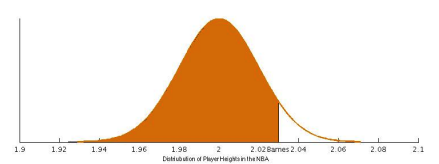 1.9 1.92 1.94 1.96 1.98 2 2.02 Barnes 2.04 2.06 2.08 2.1
Distriubution of Player Heights in the NBA